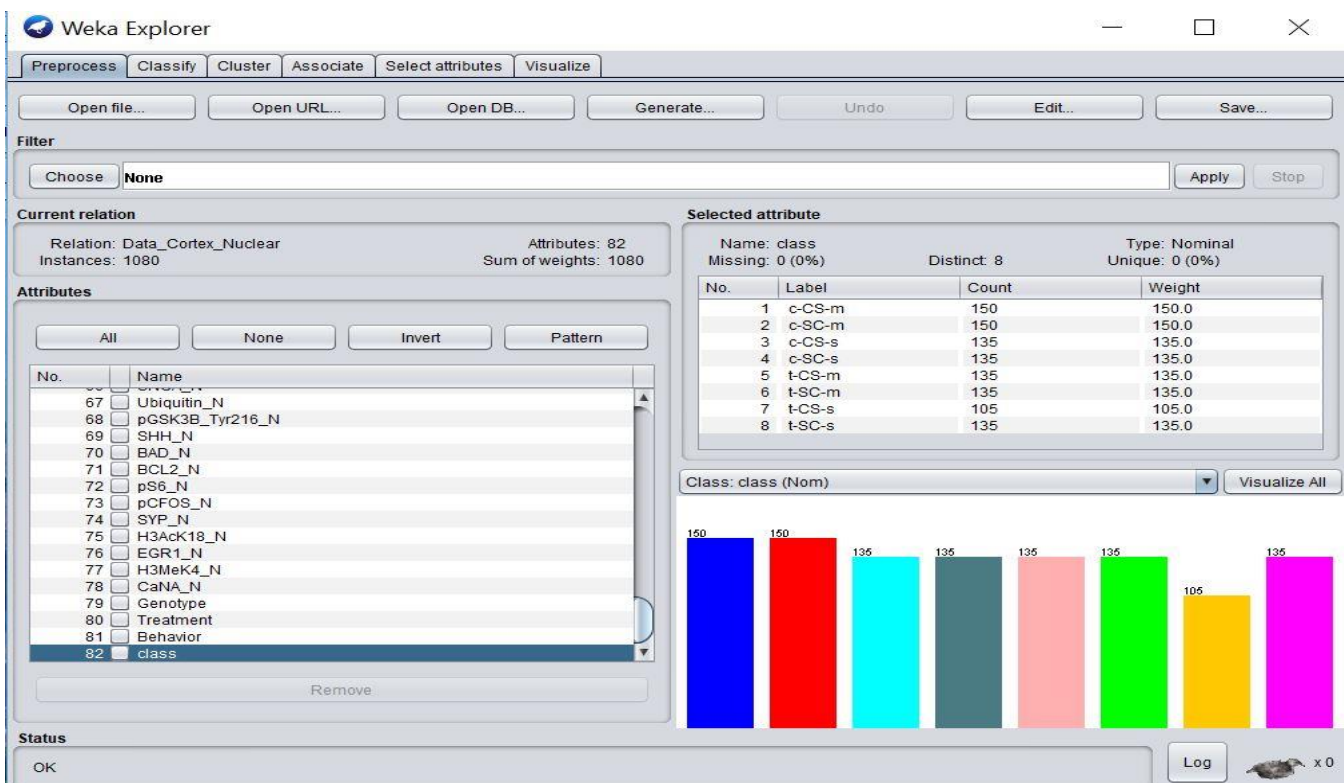 Weka Explorer
Preprocess Classify Cluster Associate Select attributes Visualize
Open file... Open URL... Open DB... Generate... Undo Edit... Save...
Filter
Choose None Apply Stop
Current relation
Relation: Data_Cortex_Nuclear Attributes: 82
Instances: 1080 Sum of weights: 1080
Attributes
All None Invert Pattern
No. Name
67 Ubiquitin_N
68 pGSK3B_Tyr216_N
69 SHH_N
70 BAD_N
71 BCL2_N
72 pS6_N
73 pCFOS_N
74 SYP_N
75 H3AcK18_N
76 EGR1_N
77 H3MeK4_N
78 CaNA_N
79 Genotype
80 Treatment
81 Behavior
82 class
Remove
Selected attribute
Name: class Type: Nominal
Missing: 0 (0%) Distinct: 8 Unique: 0 (0%)
No. Label Count Weight
1 c-CS-m 150 150.0
2 c-SC-m 150 150.0
3 c-CS-s 135 135.0
4 c-SC-s 135 135.0
5 t-CS-m 135 135.0
6 t-SC-m 135 135.0
7 t-CS-s 105 105.0
8 t-SC-s 135 135.0
Class: class (Nom) Visualize All
150 150 135 135 135 135 105 135
Status
OK
Log x 0